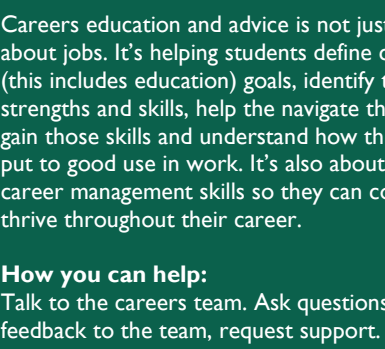 Careers education and advice is not just
about jobs. It’s helping students define
(this includes education) goals, identify
strengths and skills, help the navigate
gain those skills and understand how
put to good use in work. It’s also about
career management skills so they can
thrive throughout their career.
How you can help:
Talk to the careers team. Ask questions
feedback to the team, request support.